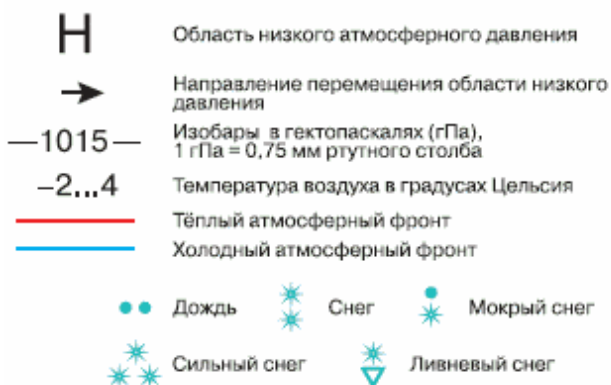 Н Область низкого атмосферного давления
Направление перемещения области низкого
давления
—1015— Изобары в гектопаскалях (гПа),
1 гПа = 0,75 мм ртутного столба
–2...4 Температура воздуха в градусах Цельсия
Тёплый атмосферный фронт
Холодный атмосферный фронт
Дождь Снег Мокрый снег
Сильный снег Ливневый снег